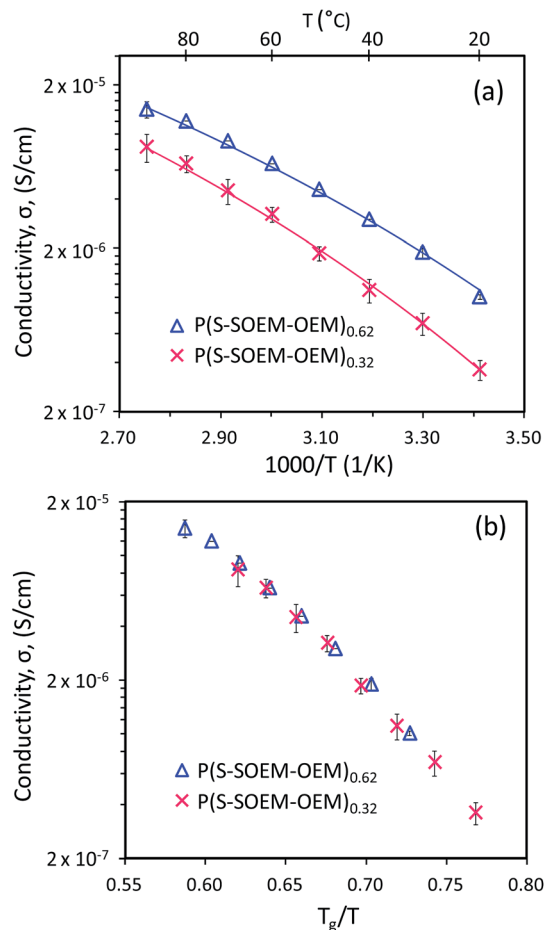 T (°C)
80 60 40 20
2 x 10-5
(a)
2 x 10-6
2 x 10-7
Conductivity, σ, (S/cm)
P(S-SOEM-OEM)0.62
P(S-SOEM-OEM)0.32
2.70 2.90 3.10 3.30 3.50
1000/T (1/K)
2 x 10-5
(b)
2 x 10-6
2 x 10-7
Conductivity, σ, (S/cm)
P(S-SOEM-OEM)0.62
P(S-SOEM-OEM)0.32
0.55 0.60 0.65 0.70 0.75 0.80
Tg/T